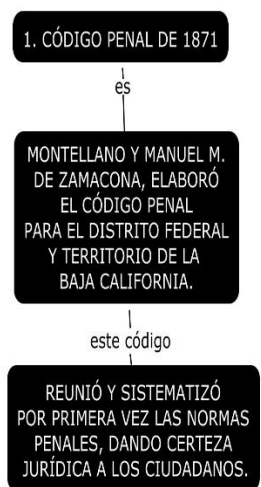 1. CÓDIGO PENAL DE 1871
es
MONTELLANO Y MANUEL M.
DE ZAMACONA, ELABORÓ
EL CÓDIGO PENAL
PARA EL DISTRITO FEDERAL
Y TERRITORIO DE LA
BAJA CALIFORNIA.
este código
REUNIÓ Y SISTEMATIZÓ
POR PRIMERA VEZ LAS NORMAS
PENALES, DANDO CERTEZA
JURÍDICA A LOS CIUDADANOS.